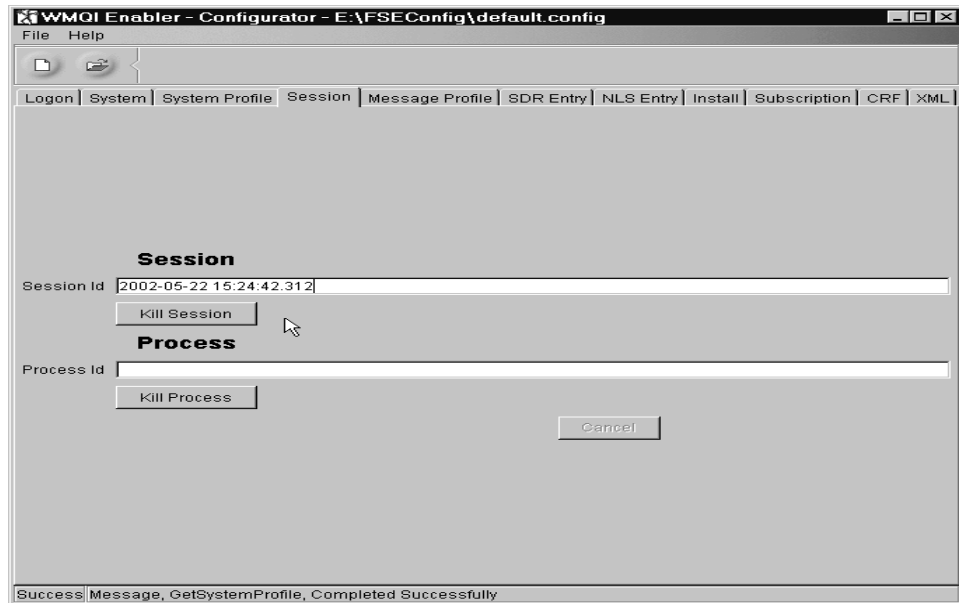 WMQI Enabler - Configurator - E:\FSEConfig\default.config
File Help
Logon System System Profile Session Message Profile SDR Entry NLS Entry Install Subscription CRF XML
Session
Session Id 2002-05-22 15:24:42.312
Kill Session
Process
Process Id
Kill Process
Cancel
Success Message, GetSystemProfile, Completed Successfully